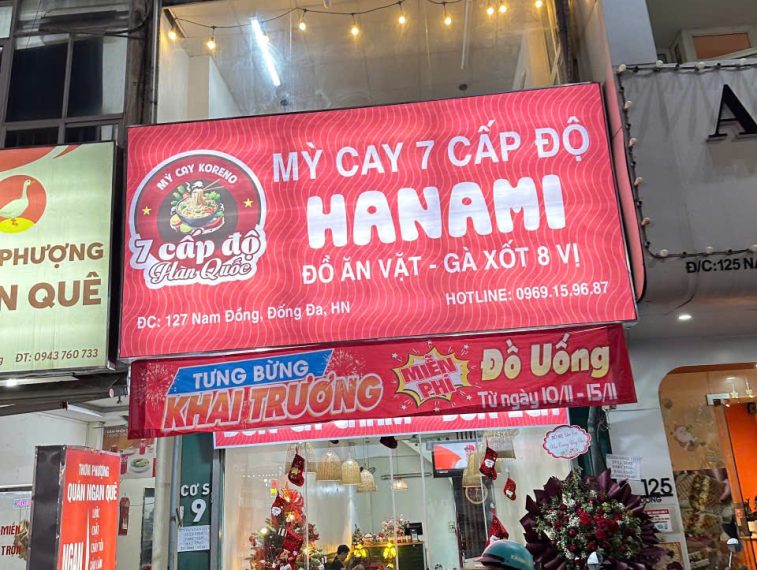 MỲ CAY KORENO
7 cấp độ
Hàn Quốc
MỲ CAY 7 CẤP ĐỘ
HANAMI
ĐỒ ĂN VẶT - GÀ XỐT 8 VỊ
HOTLINE: 0969.15.96.87
ĐC: 127 Nam Đồng, Đống Đa, HN
TƯNG BỪNG
KHAI TRƯƠNG
MIỄN
PHÍ
Đồ Uống
Từ ngày 10/11 - 15/11
PHƯỢNG
N QUÊ
ĐT: 0943 760 733
A
Đ/C: 125 NA
THÌN PHƯỢNG
QUÁN NGAN QUÊ
NGAN
CƠ S
9
125